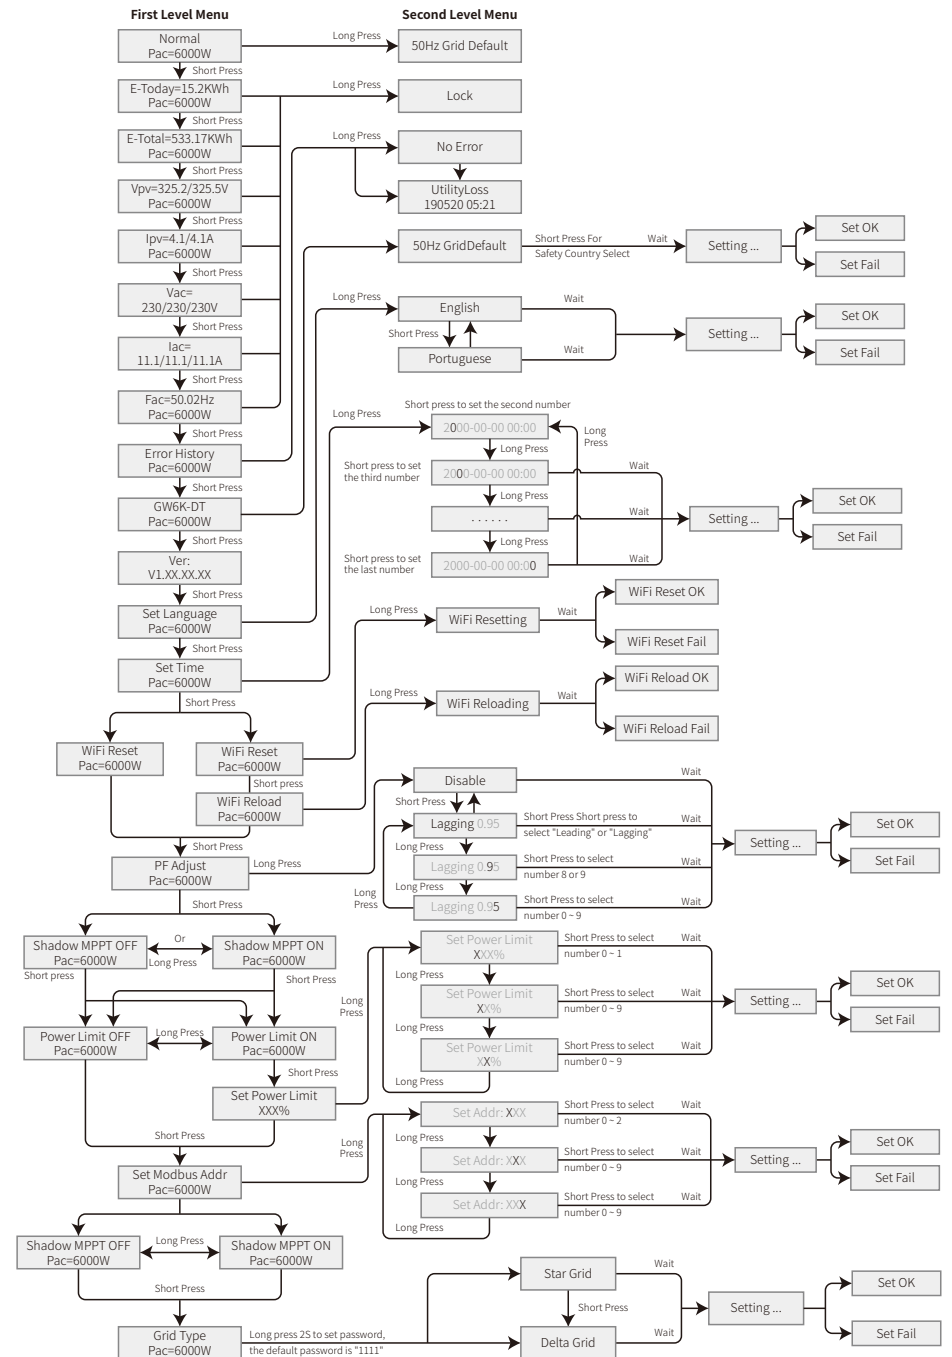 First Level Menu
Second Level Menu
Normal
Pac=6000W
Long Press
50Hz Grid Default
Short Press
E-Today=15.2KWh
Pac=6000W
Long Press
Lock
Short Press
E-Total=533.17KWh
Pac=6000W
Long Press
No Error
Short Press
Vpv=325.2/325.5V
Pac=6000W
UtilityLoss
190520 05:21
Short Press
Ipv=4.1/4.1A
Pac=6000W
50Hz GridDefault
Short Press For
Safety Country Select
Wait
Setting ...
Set OK
Set Fail
Short Press
Vac=
230/230/230V
Long Press
English
Wait
Short Press
Portuguese
Wait
Setting ...
Set OK
Set Fail
Short Press
Iac=
11.1/11.1/11.1A
Short Press
Fac=50.02Hz
Pac=6000W
Short Press
Error History
Pac=6000W
Short Press
GW6K-DT
Pac=6000W
Short Press
Ver:
V1.XX.XX.XX
Short Press
Set Language
Pac=6000W
Short Press
Set Time
Pac=6000W
Short Press
Short press to set the second number
Long Press
2000-00-00 00:00
Long
Press
Long Press
Short press to set
the third number
2000-00-00 00:00
Wait
Long Press
. . . . . .
Wait
Long Press
Short press to set
the last number
2000-00-00 00:00
Wait
Setting ...
Set OK
Set Fail
Long Press
WiFi Resetting
Wait
WiFi Reset OK
WiFi Reset Fail
Long Press
WiFi Reloading
Wait
WiFi Reload OK
WiFi Reload Fail
WiFi Reset
Pac=6000W
WiFi Reset
Pac=6000W
Short press
WiFi Reload
Pac=6000W
Short Press
PF Adjust
Pac=6000W
Long Press
Disable
Wait
Short Press
Lagging 0.95
Short Press Short press to
select "Leading" or "Lagging"
Wait
Long Press
Lagging 0.95
Short Press to select
number 8 or 9
Wait
Long Press
Long
Press
Lagging 0.95
Short Press to select
number 0 ~ 9
Wait
Setting ...
Set OK
Set Fail
Short Press
Shadow MPPT OFF
Pac=6000W
Or
Long Press
Shadow MPPT ON
Pac=6000W
Short press
Short Press
Long
Press
Power Limit OFF
Pac=6000W
Long Press
Power Limit ON
Pac=6000W
Short Press
Set Power Limit
XXX%
Short Press
Set Power Limit
XXX%
Short Press to select
number 0 ~ 1
Wait
Long Press
Set Power Limit
XX%
Short Press to select
number 0 ~ 9
Wait
Long Press
Set Power Limit
XX%
Short Press to select
number 0 ~ 9
Wait
Long Press
Setting ...
Set OK
Set Fail
Long
Press
Set Modbus Addr
Pac=6000W
Set Addr: XXX
Short Press to select
number 0 ~ 2
Wait
Long Press
Set Addr: XXX
Short Press to select
number 0 ~ 9
Wait
Long Press
Set Addr: XXX
Short Press to select
number 0 ~ 9
Wait
Long Press
Setting ...
Set OK
Set Fail
Shadow MPPT OFF
Pac=6000W
Long Press
Shadow MPPT ON
Pac=6000W
Short Press
Grid Type
Pac=6000W
Long press 2S to set password,
the default password is "1111"
Star Grid
Wait
Short Press
Delta Grid
Wait
Setting ...
Set OK
Set Fail